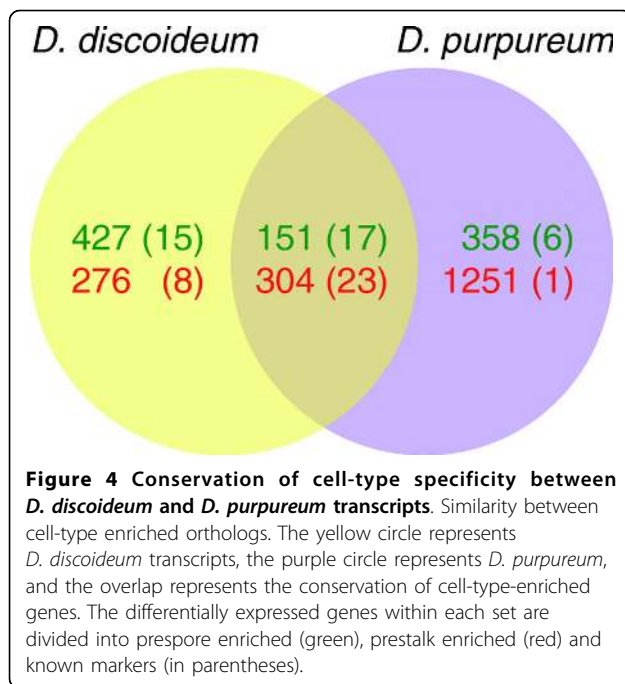 D. discoideum D. purpureum
427 (15) 151 (17) 358 (6)
276 (8) 304 (23) 1251 (1)
Figure 4 Conservation of cell-type specificity between
D. discoideum and D. purpureum transcripts. Similarity between
cell-type enriched orthologs. The yellow circle represents
D. discoideum transcripts, the purple circle represents D. purpureum,
and the overlap represents the conservation of cell-type-enriched
genes. The differentially expressed genes within each set are
divided into prespore enriched (green), prestalk enriched (red) and
known markers (in parentheses).